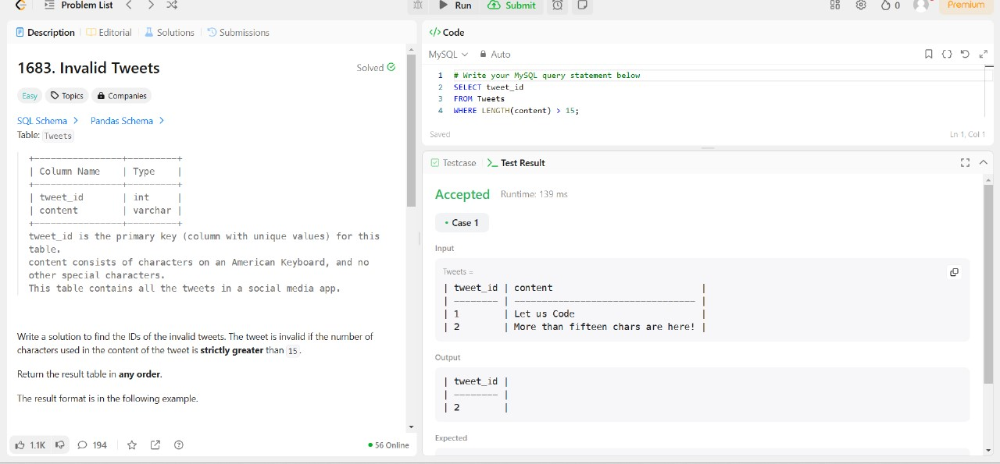 Problem List
Run
Submit
0
Premium
Description
Editorial
Solutions
Submissions
1683. Invalid Tweets
Solved
Easy
Topics
Companies
SQL Schema >
Pandas Schema >
Table: Tweets
+----------------+---------+
| Column Name    | Type    |
+----------------+---------+
| tweet_id       | int     |
| content        | varchar |
+----------------+---------+
tweet_id is the primary key (column with unique values) for this
table.
content consists of characters on an American Keyboard, and no
other special characters.
This table contains all the tweets in a social media app.
Write a solution to find the IDs of the invalid tweets. The tweet is invalid if the number of
characters used in the content of the tweet is strictly greater than 15.
Return the result table in any order.
The result format is in the following example.
1.1K
194
56 Online
</> Code
MySQL
Auto
1 # Write your MySQL query statement below
2 SELECT tweet_id
3 FROM Tweets
4 WHERE LENGTH(content) > 15;
Saved
Ln 1, Col 1
Testcase
>_ Test Result
Accepted
Runtime: 139 ms
• Case 1
Input
Tweets =
| tweet_id | content                          |
| -------- | -------------------------------- |
| 1        | Let us Code                      |
| 2        | More than fifteen chars are here! |
Output
| tweet_id |
| -------- |
| 2        |
Expected